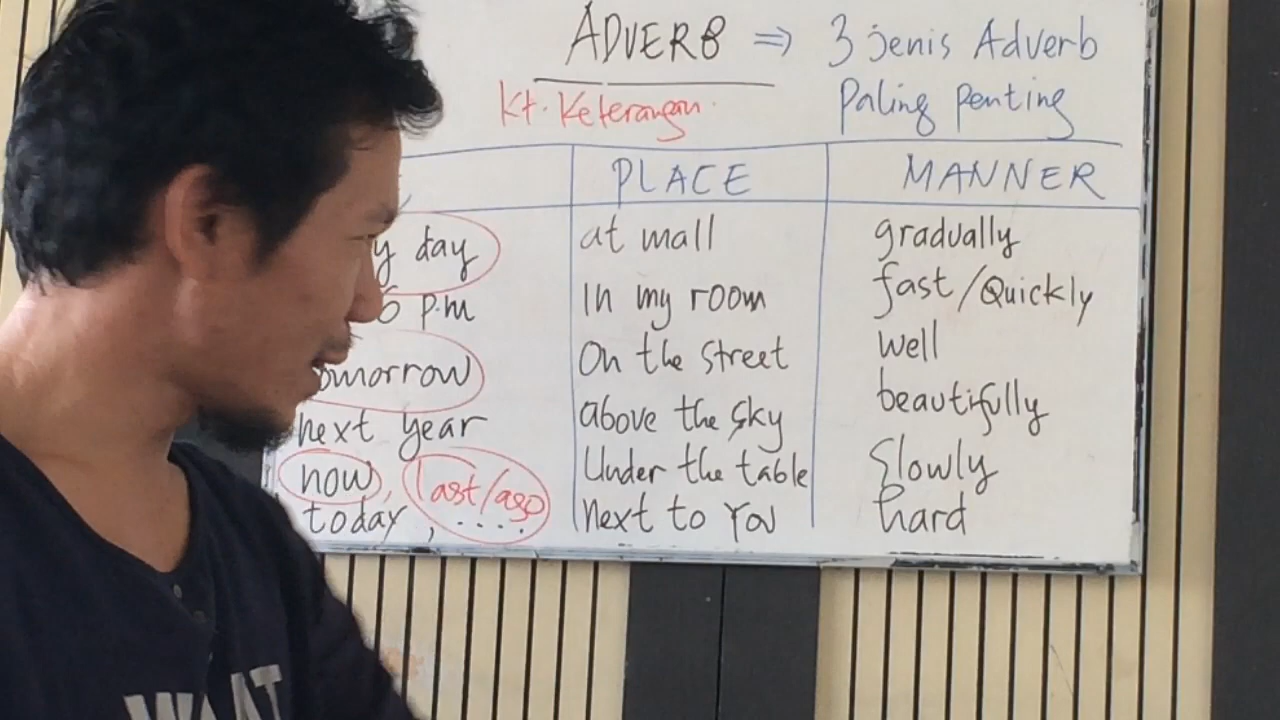 ADVERB => 3 jenis Adverb
Kt. Keterangan. Paling Penting
PLACE MANNER
y day at mall gradually
6 p.m In my room fast/Quickly
omorrow On the Street well
next year above the sky beautifully
now, last/ago Under the table Slowly
today, .... next to You hard